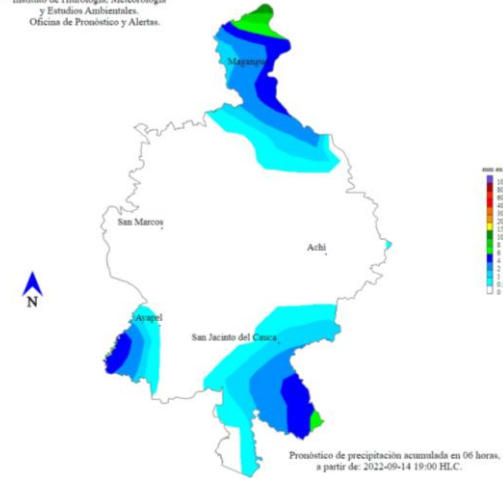 Instituto de Hidrología, Meteorología
y Estudios Ambientales.
Oficina de Pronóstico y Alertas.
Magangué
San Marcos
Achí
N
Ayapel
San Jacinto del Cauca
Pronóstico de precipitación acumulada en 06 horas,
a partir de: 2022-09-14 19:00 HLC.